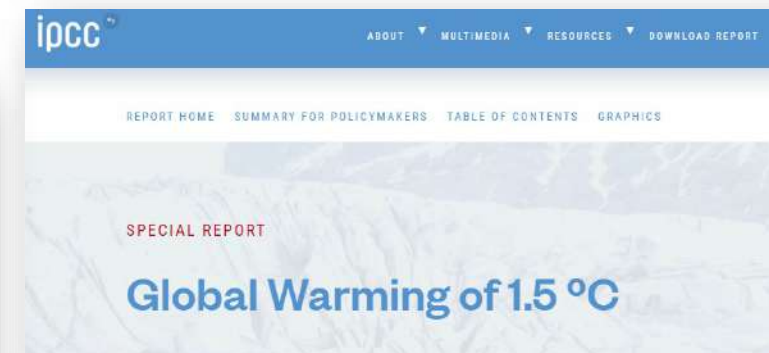 ipcc
ABOUT ▼ MULTIMEDIA ▼ RESOURCES ▼ DOWNLOAD REPORT
REPORT HOME SUMMARY FOR POLICYMAKERS TABLE OF CONTENTS GRAPHICS
SPECIAL REPORT
Global Warming of 1.5 ºC